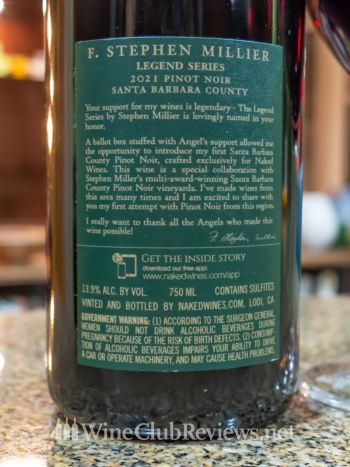 F. STEPHEN MILLIER
LEGEND SERIES
2021 PINOT NOIR
SANTA BARBARA COUNTY
Your support for my wines is legendary - The Legend
Series by Stephen Millier is lovingly named in your
honor.
A ballot box stuffed with Angel's support allowed me
the opportunity to introduce my first Santa Barbara
County Pinot Noir, crafted exclusively for Naked
Wines. This wine is a special collaboration with
Stephen Miller's multi-award-winning Santa Barbara
County Pinot Noir vineyards. I've made wines from
this area many times and I am excited to share with
you my first attempt with Pinot Noir from this region.
I really want to thank all the Angels who made this
wine possible!
F. Stephen Millier
GET THE INSIDE STORY
download our free app:
www.nakedwines.com/app
13.9% ALC. BY VOL. 750 ML CONTAINS SULFITES
VINTED AND BOTTLED BY NAKEDWINES.COM, LODI, CA
GOVERNMENT WARNING: (1) ACCORDING TO THE SURGEON GENERAL,
WOMEN SHOULD NOT DRINK ALCOHOLIC BEVERAGES DURING
PREGNANCY BECAUSE OF THE RISK OF BIRTH DEFECTS. (2) CONSUMP-
TION OF ALCOHOLIC BEVERAGES IMPAIRS YOUR ABILITY TO DRIVE
A CAR OR OPERATE MACHINERY, AND MAY CAUSE HEALTH PROBLEMS.
WineClubReviews.net